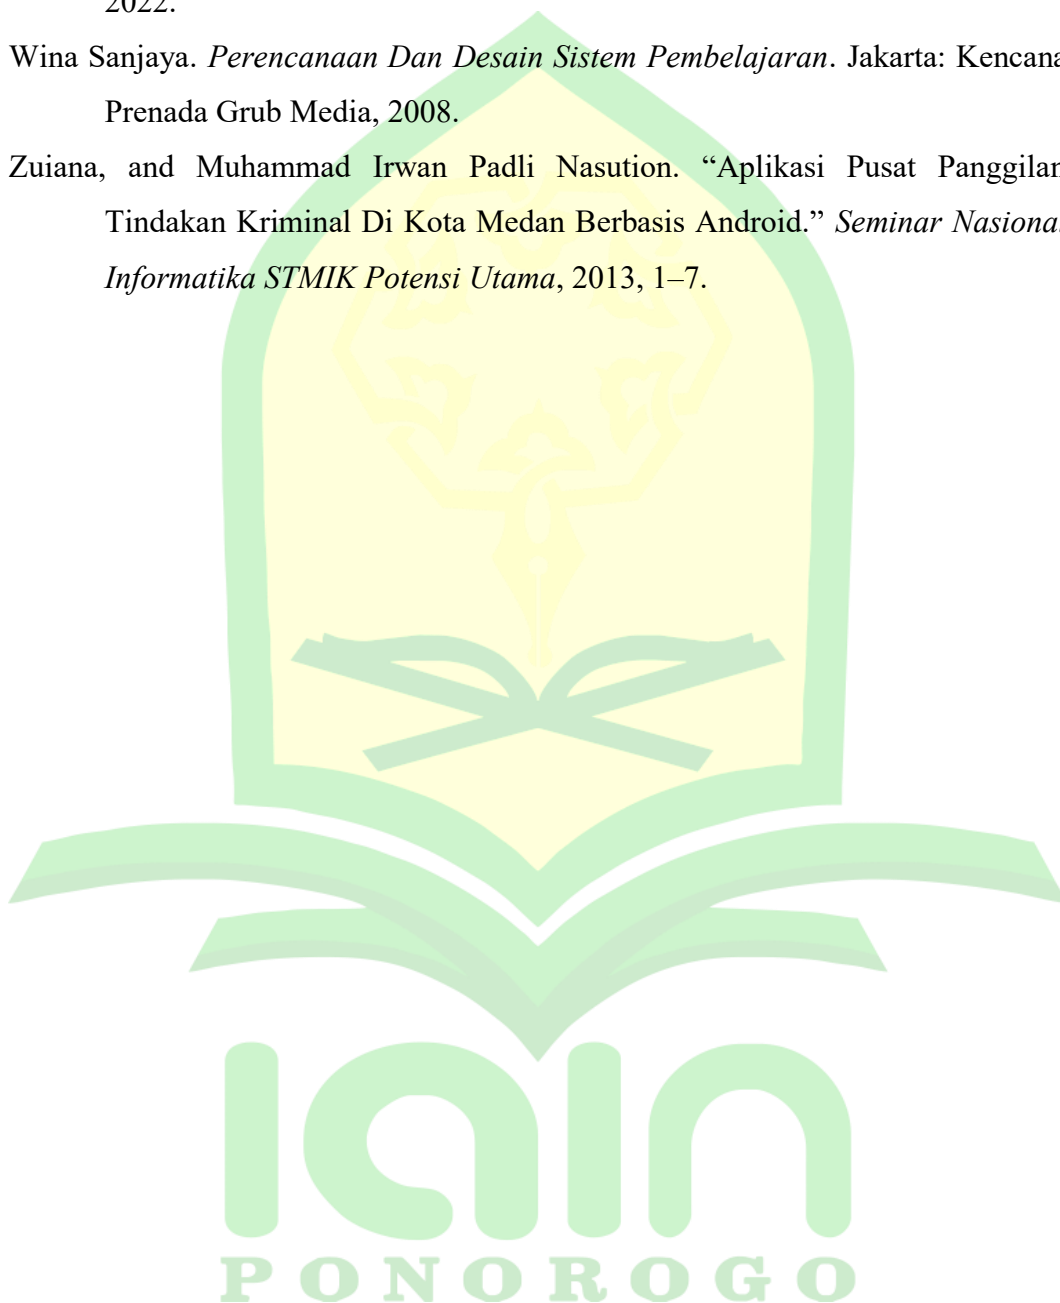 2022.
Wina Sanjaya. Perencanaan Dan Desain Sistem Pembelajaran. Jakarta: Kencana
Prenada Grub Media, 2008.
Zuiana, and Muhammad Irwan Padli Nasution. “Aplikasi Pusat Panggilan
Tindakan Kriminal Di Kota Medan Berbasis Android.” Seminar Nasional
Informatika STMIK Potensi Utama, 2013, 1–7.
iain
PONOROGO